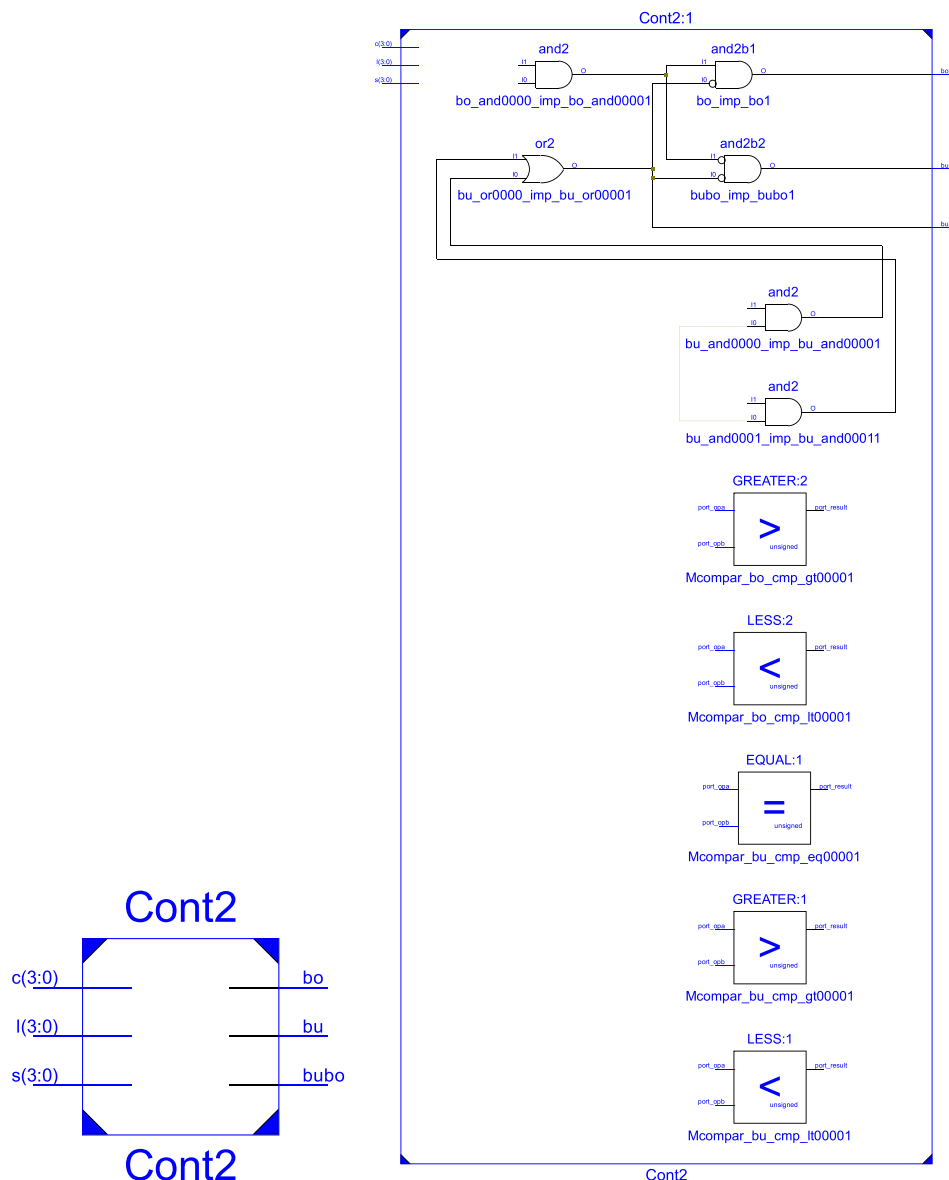 Cont2:1
c(3:0)
l(3:0)
s(3:0)
and2
I1
I0
O
bo_and0000_imp_bo_and00001
and2b1
I1
I0
O
bo_imp_bo1
bo
or2
I1
I0
O
bu_or0000_imp_bu_or00001
and2b2
I1
I0
O
bubo_imp_bubo1
bu
bu
and2
I1
I0
O
bu_and0000_imp_bu_and00001
and2
I1
I0
O
bu_and0001_imp_bu_and00011
GREATER:2
port_opa
port_result
>
port_opb
unsigned
Mcompar_bo_cmp_gt00001
LESS:2
port_opa
port_result
<
port_opb
unsigned
Mcompar_bo_cmp_lt00001
EQUAL:1
port_opa
port_result
=
port_opb
unsigned
Mcompar_bu_cmp_eq00001
GREATER:1
port_opa
port_result
>
port_opb
unsigned
Mcompar_bu_cmp_gt00001
LESS:1
port_opa
port_result
<
port_opb
unsigned
Mcompar_bu_cmp_lt00001
Cont2
Cont2
c(3:0)
bo
l(3:0)
bu
s(3:0)
bubo
Cont2